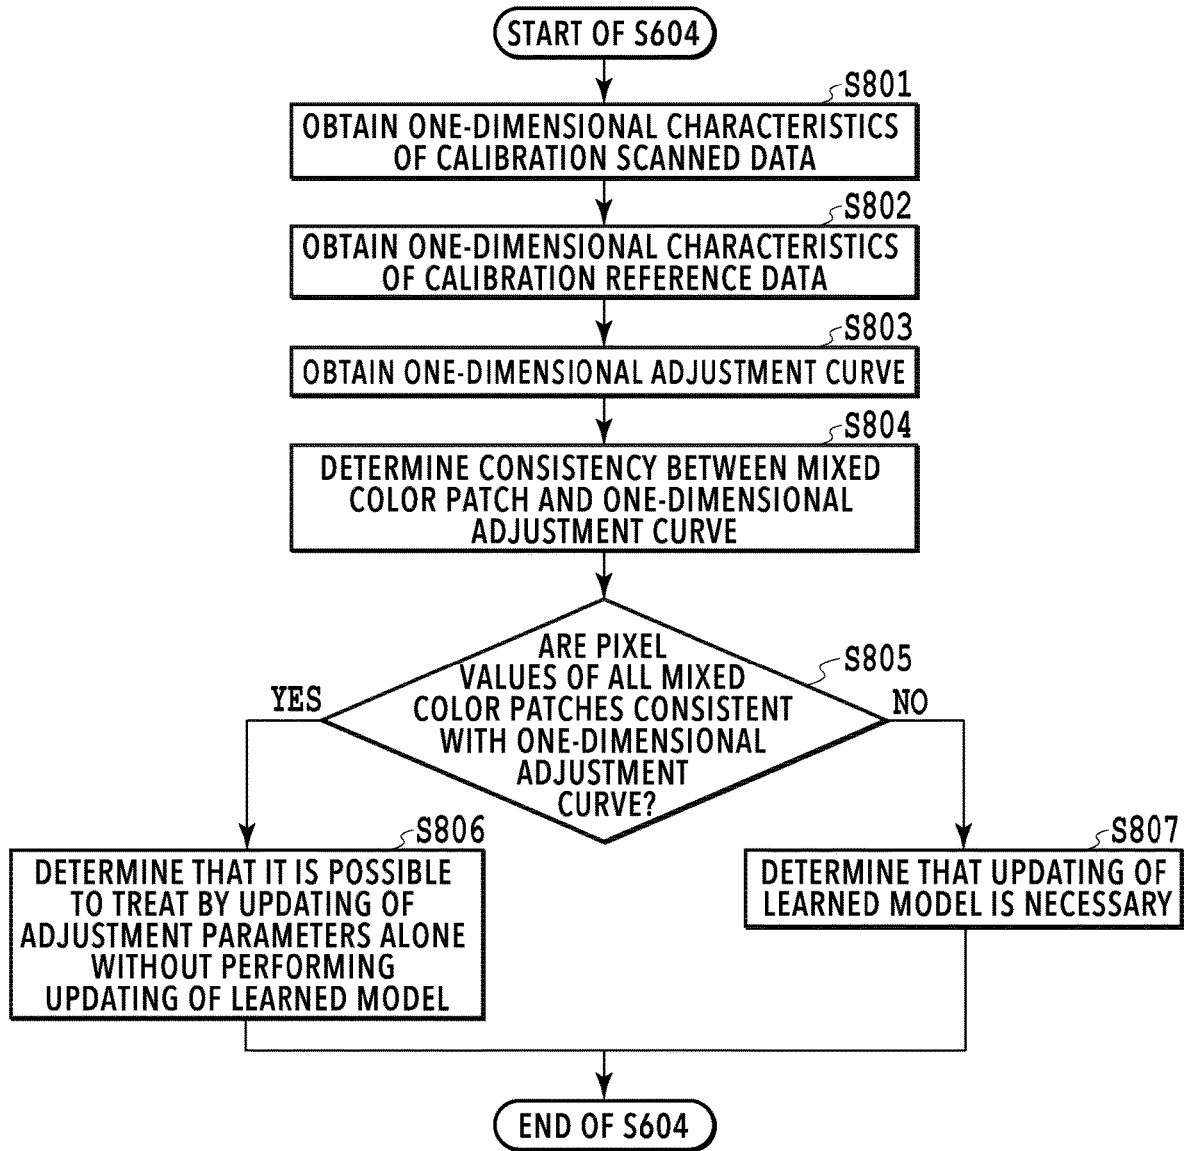 START OF S604
S801
OBTAIN ONE-DIMENSIONAL CHARACTERISTICS
OF CALIBRATION SCANNED DATA
S802
OBTAIN ONE-DIMENSIONAL CHARACTERISTICS
OF CALIBRATION REFERENCE DATA
S803
OBTAIN ONE-DIMENSIONAL ADJUSTMENT CURVE
S804
DETERMINE CONSISTENCY BETWEEN MIXED
COLOR PATCH AND ONE-DIMENSIONAL
ADJUSTMENT CURVE
S805
ARE PIXEL
VALUES OF ALL MIXED
COLOR PATCHES CONSISTENT
WITH ONE-DIMENSIONAL
ADJUSTMENT
CURVE?
YES
NO
S806
DETERMINE THAT IT IS POSSIBLE
TO TREAT BY UPDATING OF
ADJUSTMENT PARAMETERS ALONE
WITHOUT PERFORMING
UPDATING OF LEARNED MODEL
S807
DETERMINE THAT UPDATING OF
LEARNED MODEL IS NECESSARY
END OF S604